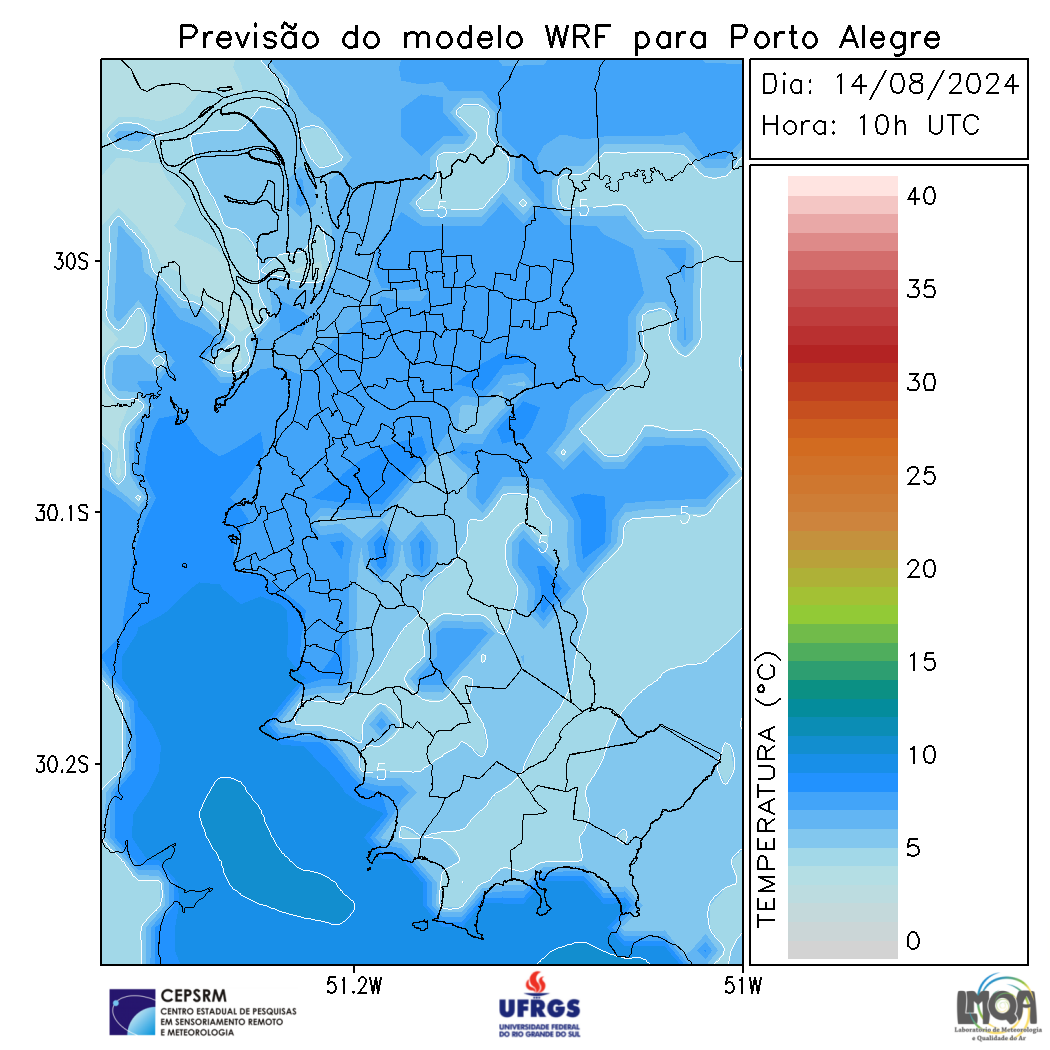 Previsão do modelo WRF para Porto Alegre
Dia: 14/08/2024
Hora: 10h UTC
30S
30.1S
30.2S
51.2W
51W
5
5
5
5
-5
TEMPERATURA (°C)
40
35
30
25
20
15
10
5
0
CEPSRM
CENTRO ESTADUAL DE PESQUISAS
EM SENSORIAMENTO REMOTO
E METEOROLOGIA
UFRGS
UNIVERSIDADE FEDERAL
DO RIO GRANDE DO SUL
LMQA
Laboratório de Meteorologia
e Qualidade do Ar